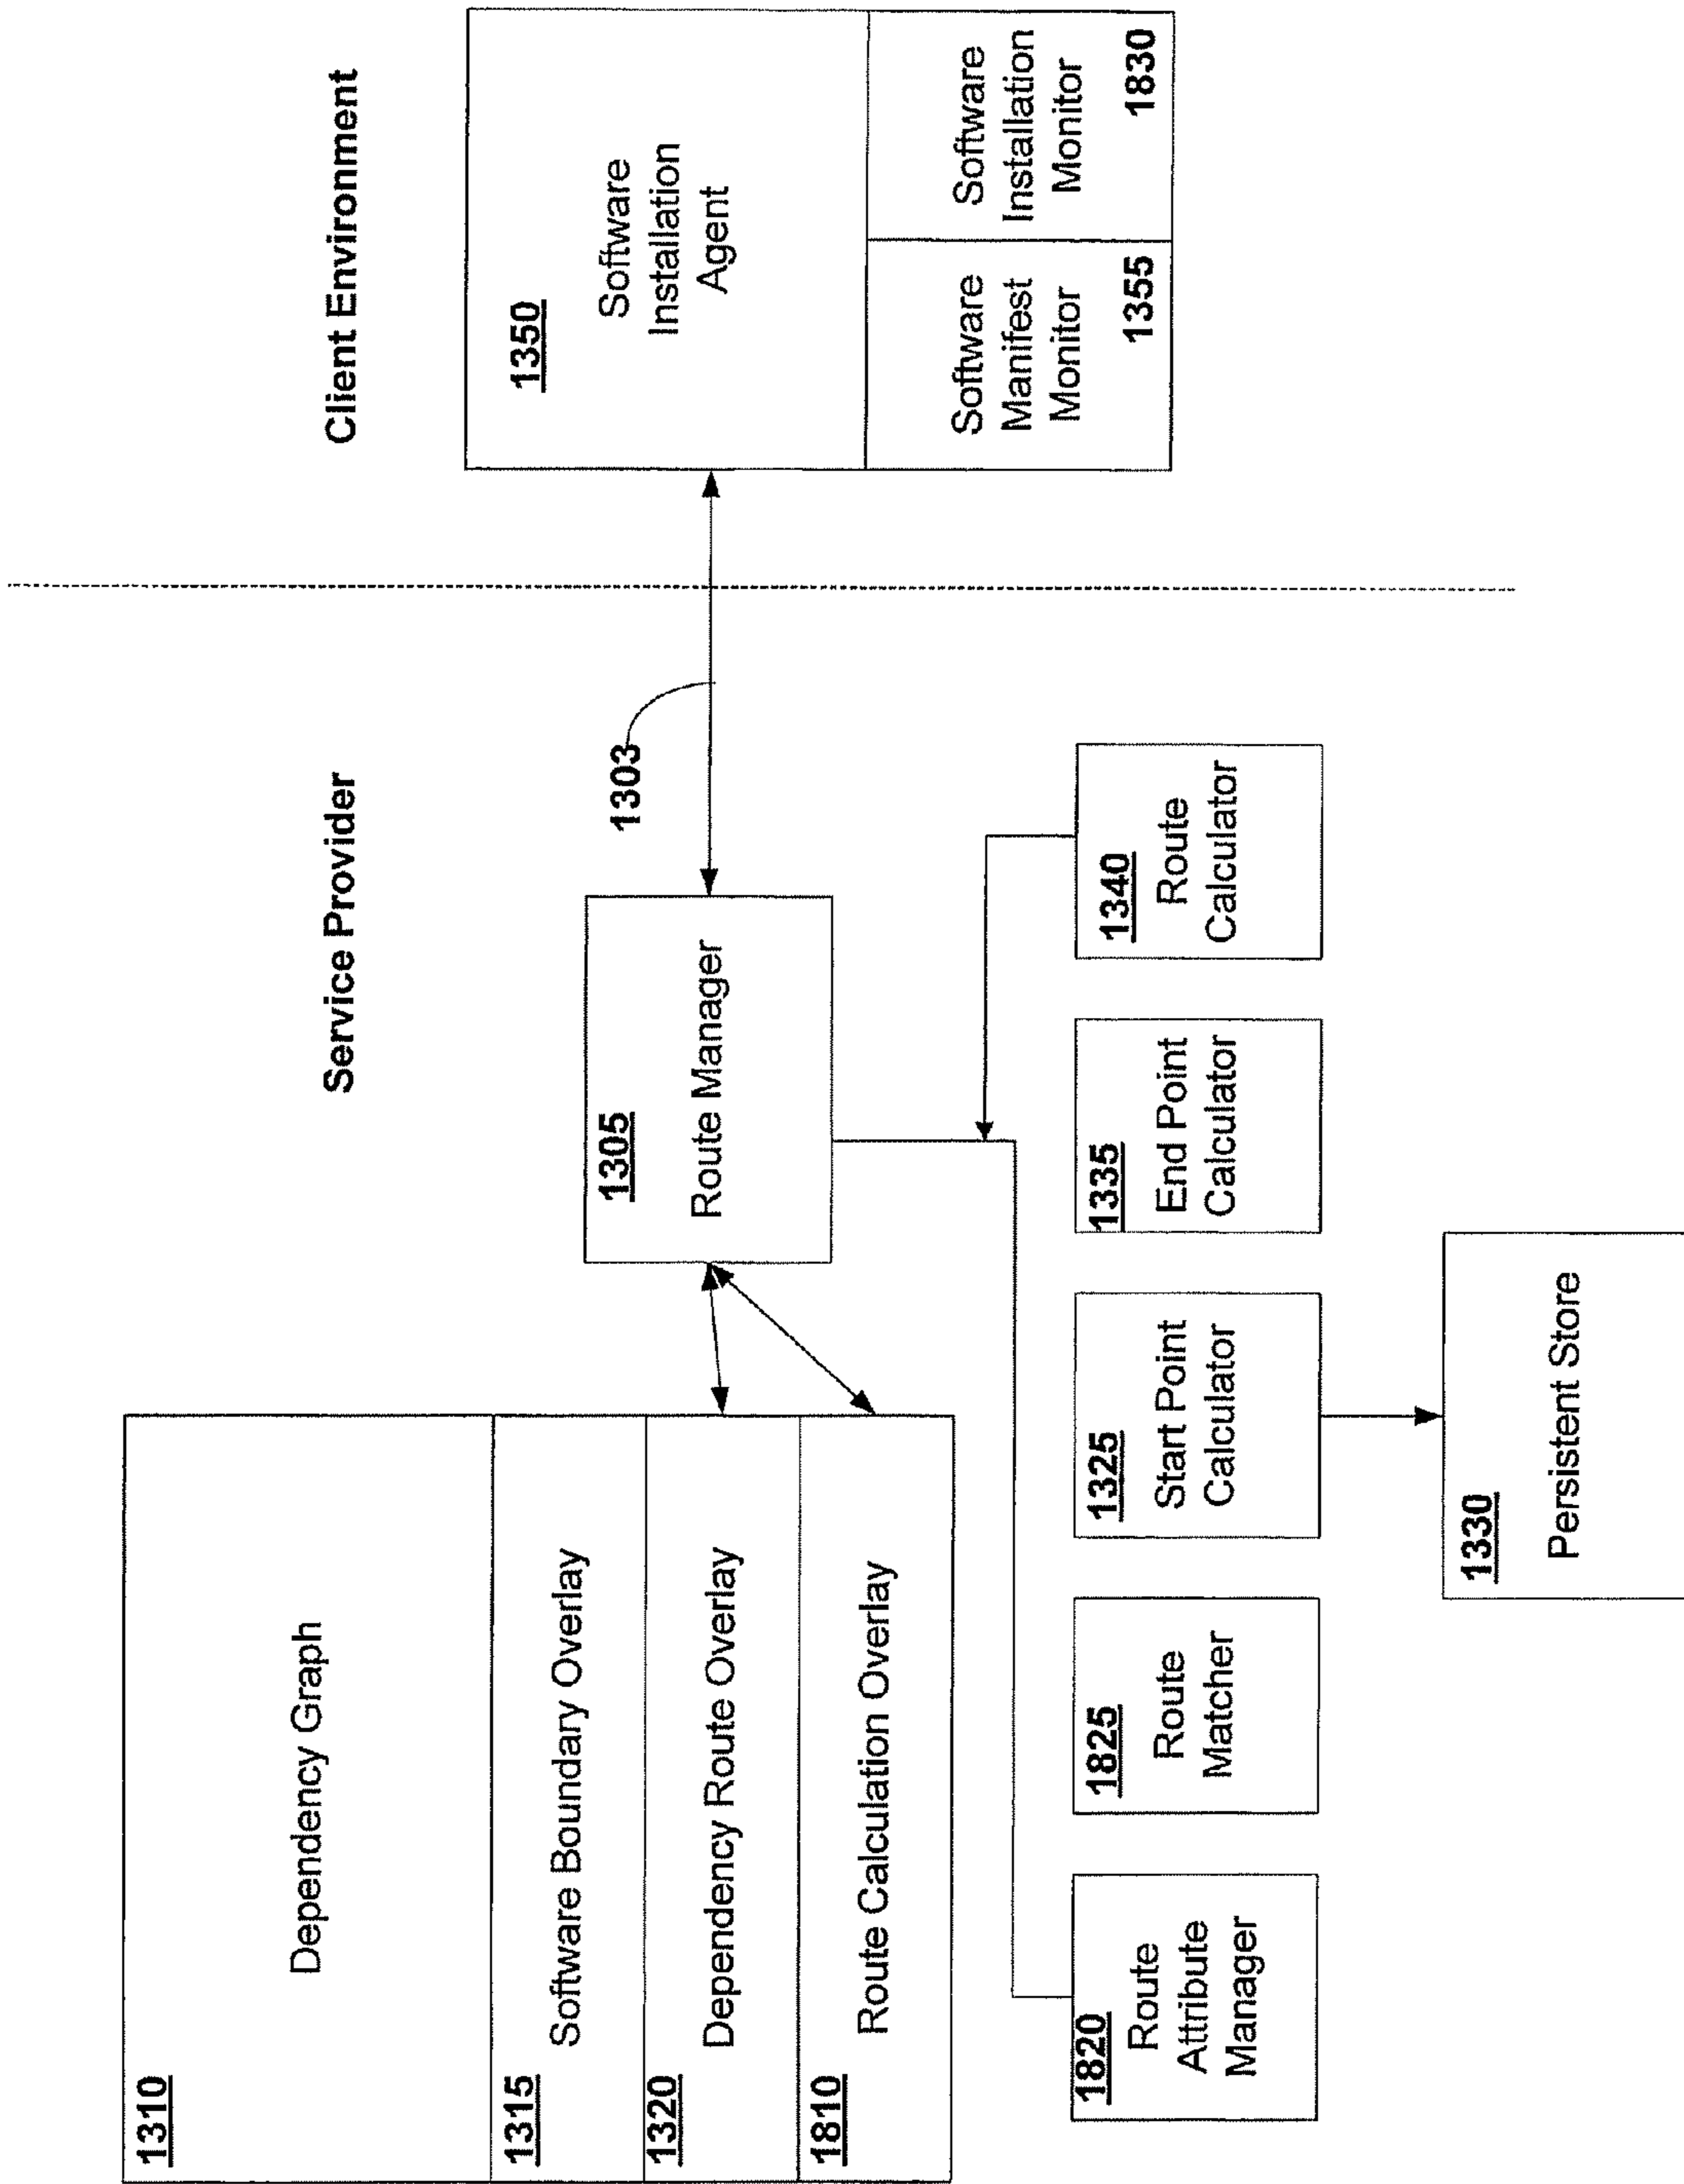 Service Provider
Client Environment
1310
Dependency Graph
1315
Software Boundary Overlay
1320
Dependency Route Overlay
1810
Route Calculation Overlay
1305
Route Manager
1303
1350
Software
Installation
Agent
Software
Manifest
Monitor
1355
Software
Installation
Monitor
1830
1820
Route
Attribute
Manager
1825
Route
Matcher
1325
Start Point
Calculator
1335
End Point
Calculator
1340
Route
Calculator
1330
Persistent Store